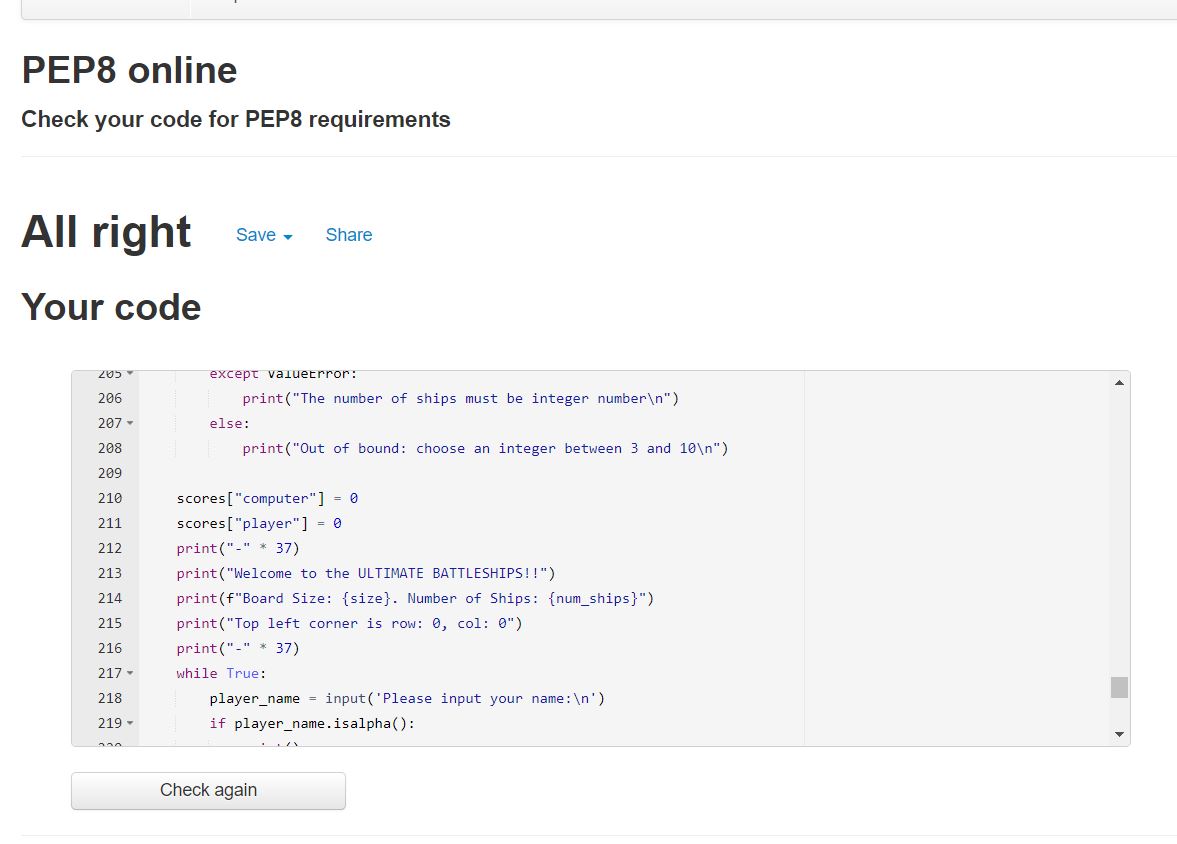 PEP8 online
Check your code for PEP8 requirements
All right Save Share
Your code
205 except ValueError:
206 print("The number of ships must be integer number\n")
207 else:
208 print("Out of bound: choose an integer between 3 and 10\n")
209
210 scores["computer"] = 0
211 scores["player"] = 0
212 print("-" * 37)
213 print("Welcome to the ULTIMATE BATTLESHIPS!!")
214 print(f"Board Size: {size}. Number of Ships: {num_ships}")
215 print("Top left corner is row: 0, col: 0")
216 print("-" * 37)
217 while True:
218 player_name = input('Please input your name:\n')
219 if player_name.isalpha():
Check again